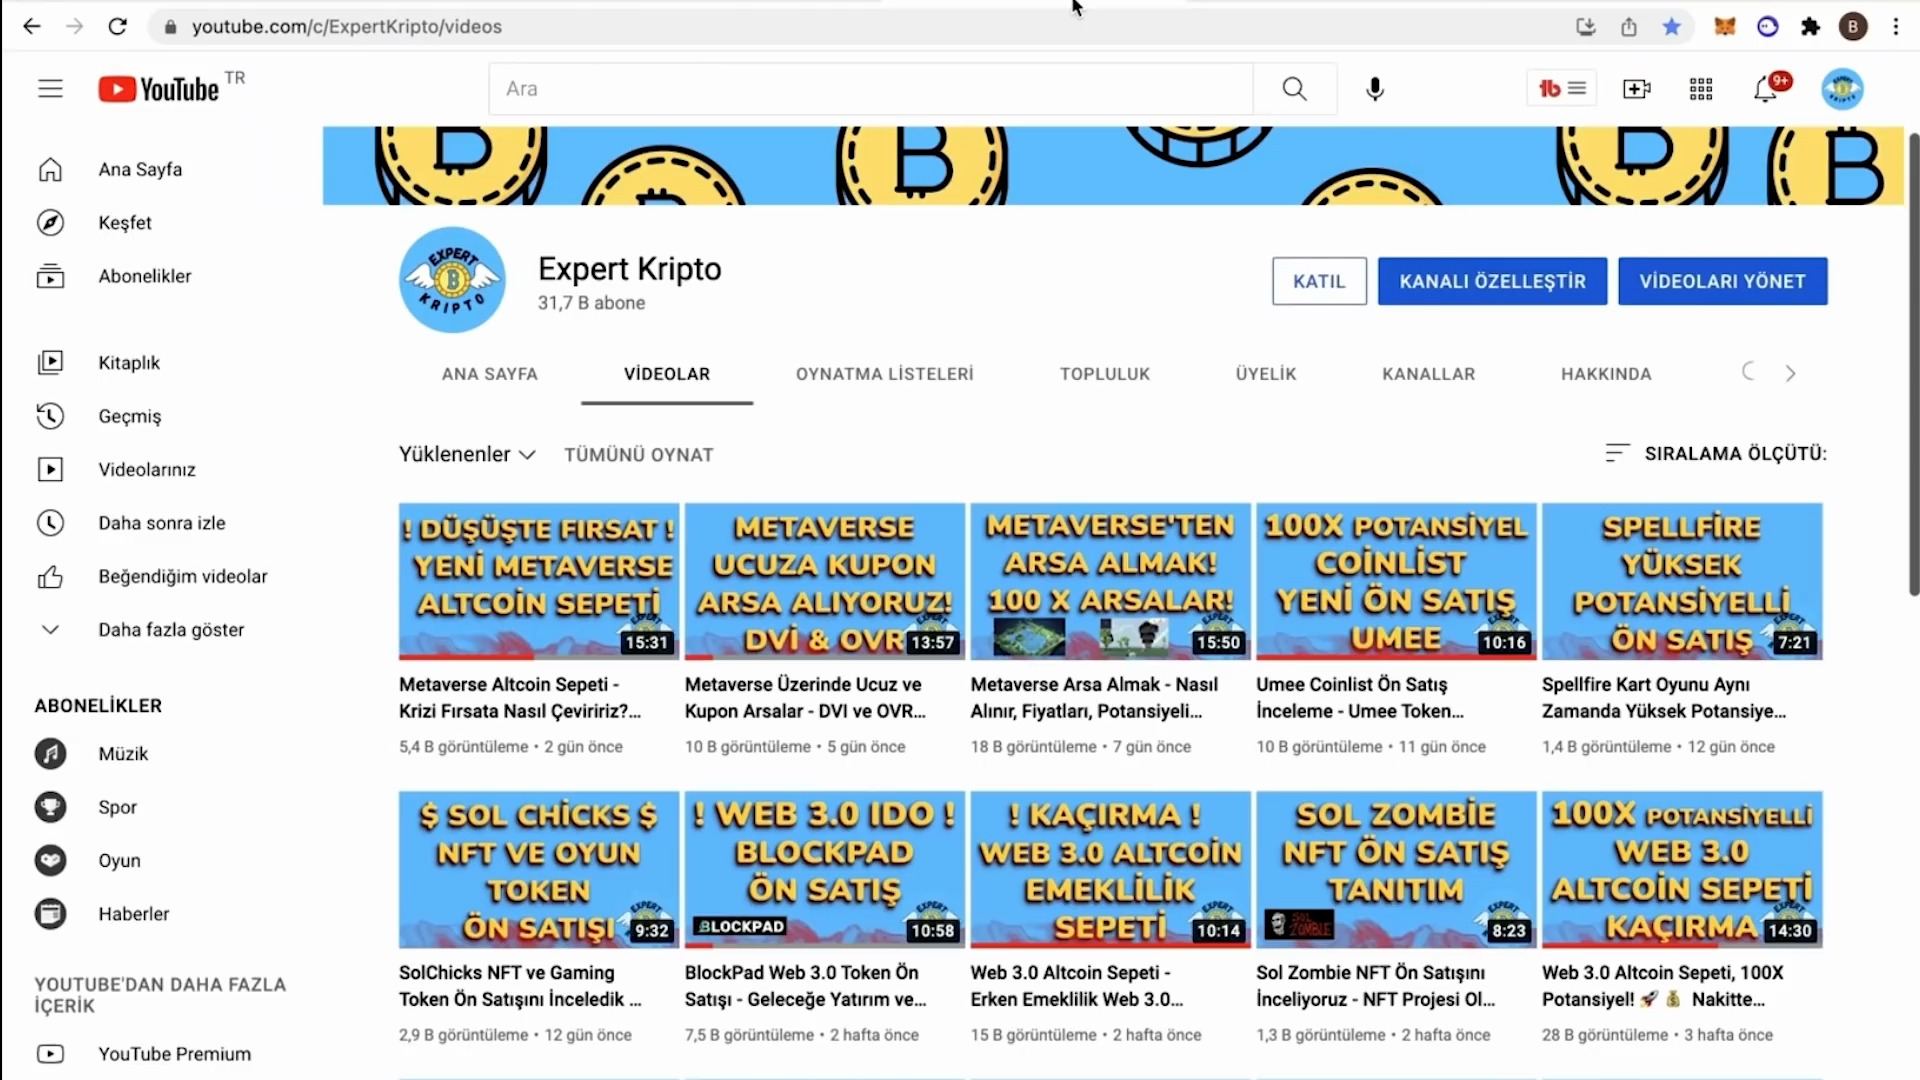 youtube.com/c/ExpertKripto/videos
B
YouTube TR
Ara
9+
Ana Sayfa
Keşfet
Abonelikler
Kitaplık
Geçmiş
Videolarınız
Daha sonra izle
Beğendiğim videolar
Daha fazla göster
ABONELİKLER
Müzik
Spor
Oyun
Haberler
YOUTUBE'DAN DAHA FAZLA
İÇERİK
YouTube Premium
EXPERT
B
KRIPTO
Expert Kripto
31,7 B abone
KATIL
KANALI ÖZELLEŞTİR
VİDEOLARI YÖNET
ANA SAYFA
VİDEOLAR
OYNATMA LİSTELERİ
TOPLULUK
ÜYELİK
KANALLAR
HAKKINDA
Yüklenenler
TÜMÜNÜ OYNAT
SIRALAMA ÖLÇÜTÜ:
! DÜŞÜŞTE FIRSAT !
YENİ METAVERSE
ALTCOİN SEPETİ
EXPERT
15:31
Metaverse Altcoin Sepeti -
Krizi Fırsata Nasıl Çeviririz?...
5,4 B görüntüleme • 2 gün önce
METAVERSE
UCUZA KUPON
ARSA ALIYORUZ!
DVİ & OVR
13:57
Metaverse Üzerinde Ucuz ve
Kupon Arsalar - DVI ve OVR...
10 B görüntüleme • 5 gün önce
METAVERSE'TEN
ARSA ALMAK!
100 X ARSALAR!
EXPERT
15:50
Metaverse Arsa Almak - Nasıl
Alınır, Fiyatları, Potansiyeli...
18 B görüntüleme • 7 gün önce
100X POTANSİYEL
COİNLİST
YENİ ÖN SATIŞ
UMEE
EXPERT
10:16
Umee Coinlist Ön Satış
İnceleme - Umee Token...
10 B görüntüleme • 11 gün önce
SPELLFİRE
YÜKSEK
POTANSİYELLİ
ÖN SATIŞ
EXPERT
7:21
Spellfire Kart Oyunu Aynı
Zamanda Yüksek Potansiye...
1,4 B görüntüleme • 12 gün önce
$ SOL CHİCKS $
NFT VE OYUN
TOKEN
ÖN SATIŞI
EXPERT
9:32
SolChicks NFT ve Gaming
Token Ön Satışını İnceledik ...
2,9 B görüntüleme • 12 gün önce
! WEB 3.0 IDO !
BLOCKPAD
ÖN SATIŞ
BLOCKPAD
EXPERT
10:58
BlockPad Web 3.0 Token Ön
Satışı - Geleceğe Yatırım ve...
7,5 B görüntüleme • 2 hafta önce
! KAÇIRMA !
WEB 3.0 ALTCOİN
EMEKLİLİK
SEPETİ
EXPERT
10:14
Web 3.0 Altcoin Sepeti -
Erken Emeklilik Web 3.0...
15 B görüntüleme • 2 hafta önce
SOL ZOMBİE
NFT ÖN SATIŞ
TANITIM
SOL
ZOMBIE
EXPERT
8:23
Sol Zombie NFT Ön Satışını
İnceliyoruz - NFT Projesi Ol...
1,3 B görüntüleme • 2 hafta önce
100X POTANSİYELLİ
WEB 3.0
ALTCOİN SEPETİ
KAÇIRMA
EXPERT
14:30
Web 3.0 Altcoin Sepeti, 100X
Potansiyel! 🚀 💰 Nakitte...
28 B görüntüleme • 3 hafta önce